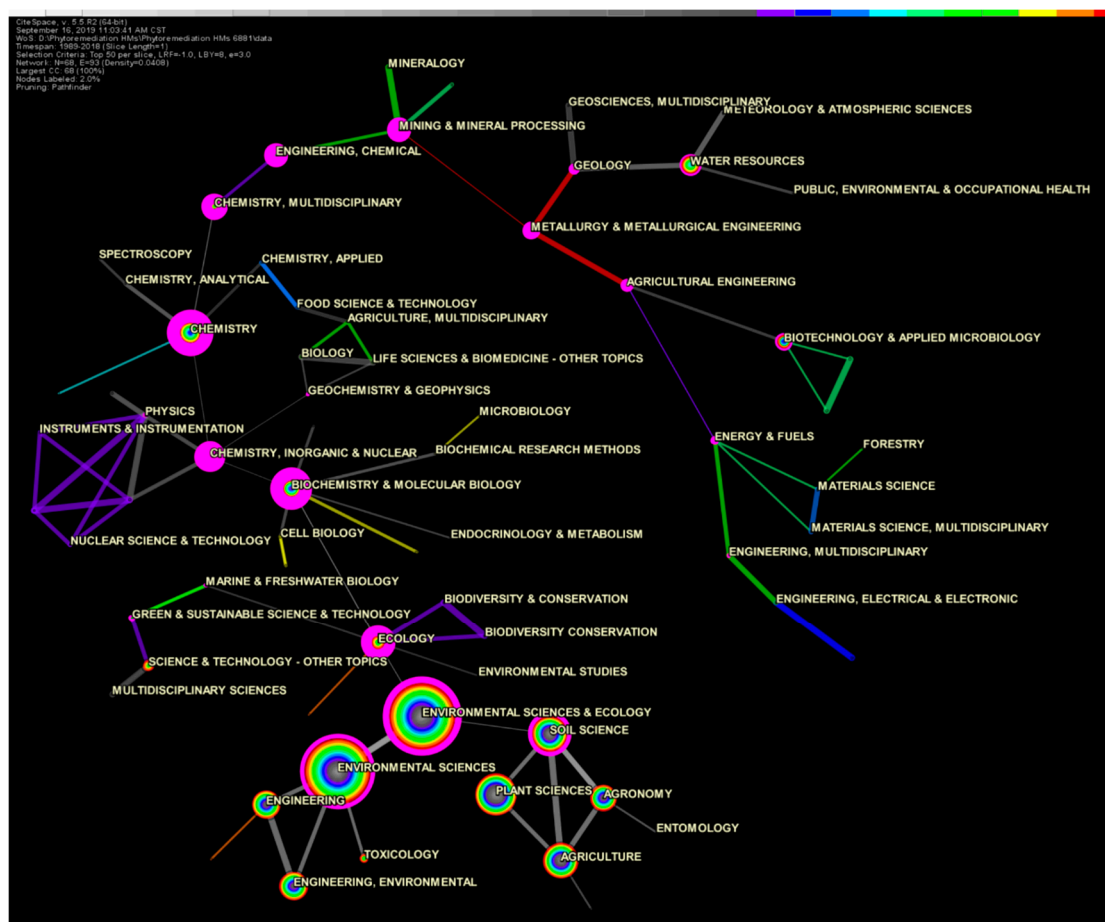 CiteSpace, v. 5.5.R2 (64-bit)
September 16, 2019 11:03:41 AM CST
WoS: D:\Phytoremediation HMs\Phytoremediation HMs 6881\data
Timespan: 1989-2018 (Slice Length=1)
Selection Criteria: Top 50 per slice, LRF=-1.0, LBY=8, e=3.0
Network: N=68, E=93 (Density=0.0408)
Largest CC: 68 (100%)
Nodes Labeled: 2.0%
Pruning: Pathfinder
MINERALOGY
GEOSCIENCES, MULTIDISCIPLINARY
METEOROLOGY & ATMOSPHERIC SCIENCES
MINING & MINERAL PROCESSING
ENGINEERING, CHEMICAL
GEOLOGY
WATER RESOURCES
PUBLIC, ENVIRONMENTAL & OCCUPATIONAL HEALTH
CHEMISTRY, MULTIDISCIPLINARY
METALLURGY & METALLURGICAL ENGINEERING
SPECTROSCOPY
CHEMISTRY, APPLIED
CHEMISTRY, ANALYTICAL
AGRICULTURAL ENGINEERING
FOOD SCIENCE & TECHNOLOGY
AGRICULTURE, MULTIDISCIPLINARY
CHEMISTRY
BIOTECHNOLOGY & APPLIED MICROBIOLOGY
BIOLOGY
LIFE SCIENCES & BIOMEDICINE - OTHER TOPICS
GEOCHEMISTRY & GEOPHYSICS
PHYSICS
MICROBIOLOGY
INSTRUMENTS & INSTRUMENTATION
ENERGY & FUELS
FORESTRY
CHEMISTRY, INORGANIC & NUCLEAR
BIOCHEMICAL RESEARCH METHODS
BIOCHEMISTRY & MOLECULAR BIOLOGY
MATERIALS SCIENCE
MATERIALS SCIENCE, MULTIDISCIPLINARY
CELL BIOLOGY
ENDOCRINOLOGY & METABOLISM
NUCLEAR SCIENCE & TECHNOLOGY
ENGINEERING, MULTIDISCIPLINARY
MARINE & FRESHWATER BIOLOGY
BIODIVERSITY & CONSERVATION
ENGINEERING, ELECTRICAL & ELECTRONIC
GREEN & SUSTAINABLE SCIENCE & TECHNOLOGY
BIODIVERSITY CONSERVATION
ECOLOGY
SCIENCE & TECHNOLOGY - OTHER TOPICS
ENVIRONMENTAL STUDIES
MULTIDISCIPLINARY SCIENCES
ENVIRONMENTAL SCIENCES & ECOLOGY
SOIL SCIENCE
ENVIRONMENTAL SCIENCES
PLANT SCIENCES
AGRONOMY
ENGINEERING
ENTOMOLOGY
TOXICOLOGY
AGRICULTURE
ENGINEERING, ENVIRONMENTAL